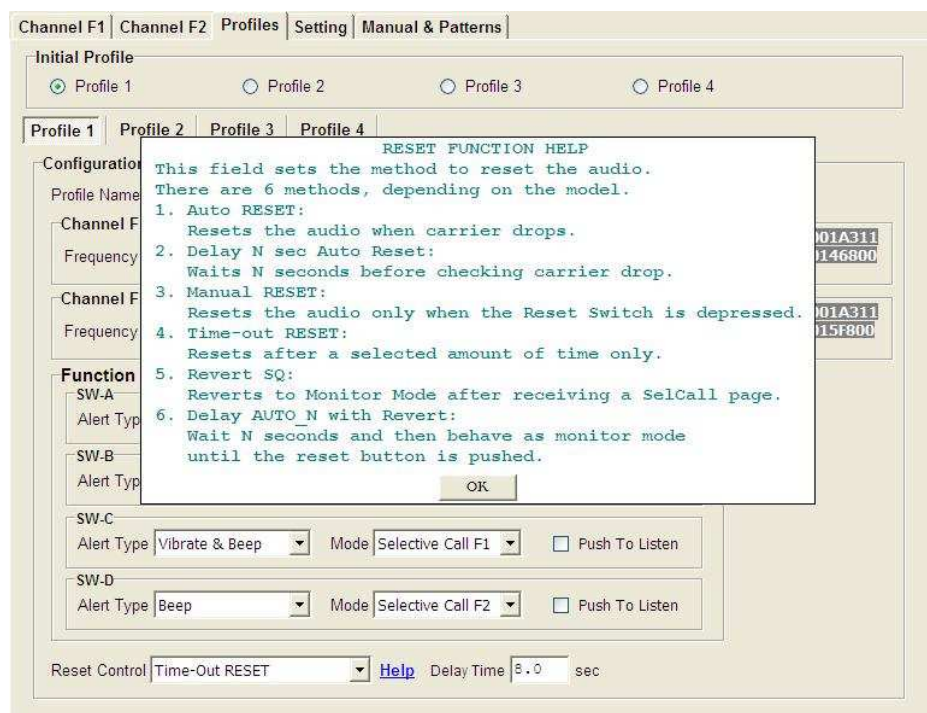 Channel F1 Channel F2 Profiles Setting Manual & Patterns
Initial Profile
Profile 1 Profile 2 Profile 3 Profile 4
Profile 1 Profile 2 Profile 3 Profile 4
RESET FUNCTION HELP
This field sets the method to reset the audio.
There are 6 methods, depending on the model.
1. Auto RESET:
Resets the audio when carrier drops.
2. Delay N sec Auto Reset:
Waits N seconds before checking carrier drop.
3. Manual RESET:
Resets the audio only when the Reset Switch is depressed.
4. Time-out RESET:
Resets after a selected amount of time only.
5. Revert SQ:
Reverts to Monitor Mode after receiving a SelCall page.
6. Delay AUTO_N with Revert:
Wait N seconds and then behave as monitor mode
until the reset button is pushed.
OK
Configuration
Profile Name
Channel F
001A311
Frequency 0146800
Channel F
001A311
Frequency 015F800
Function
SW-A
Alert Typ
SW-B
Alert Typ
SW-C
Alert Type Vibrate & Beep Mode Selective Call F1 Push To Listen
SW-D
Alert Type Beep Mode Selective Call F2 Push To Listen
Reset Control Time-Out RESET Help Delay Time 8.0 sec